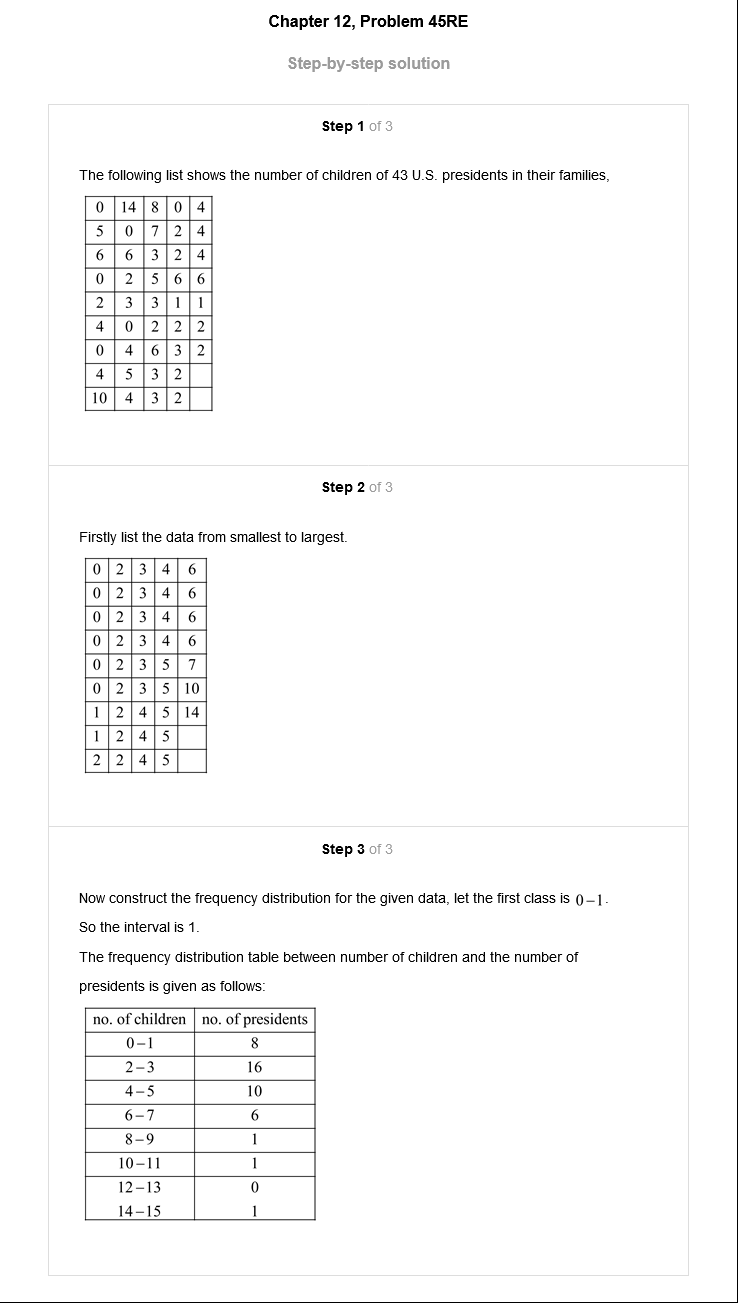 Chapter 12, Problem 45RE
Step-by-step solution
Step 1 of 3
The following list shows the number of children of 43 U.S. presidents in their families,
0 14 8 0 4
5 0 7 2 4
6 6 3 2 4
0 2 5 6 6
2 3 3 1 1
4 0 2 2 2
0 4 6 3 2
4 5 3 2
10 4 3 2
Step 2 of 3
Firstly list the data from smallest to largest.
0 2 3 4 6
0 2 3 4 6
0 2 3 4 6
0 2 3 4 6
0 2 3 5 7
0 2 3 5 10
1 2 4 5 14
1 2 4 5
2 2 4 5
Step 3 of 3
Now construct the frequency distribution for the given data, let the first class is 0–1.
So the interval is 1.
The frequency distribution table between number of children and the number of
presidents is given as follows:
no. of children no. of presidents
0–1 8
2–3 16
4–5 10
6–7 6
8–9 1
10–11 1
12–13 0
14–15 1